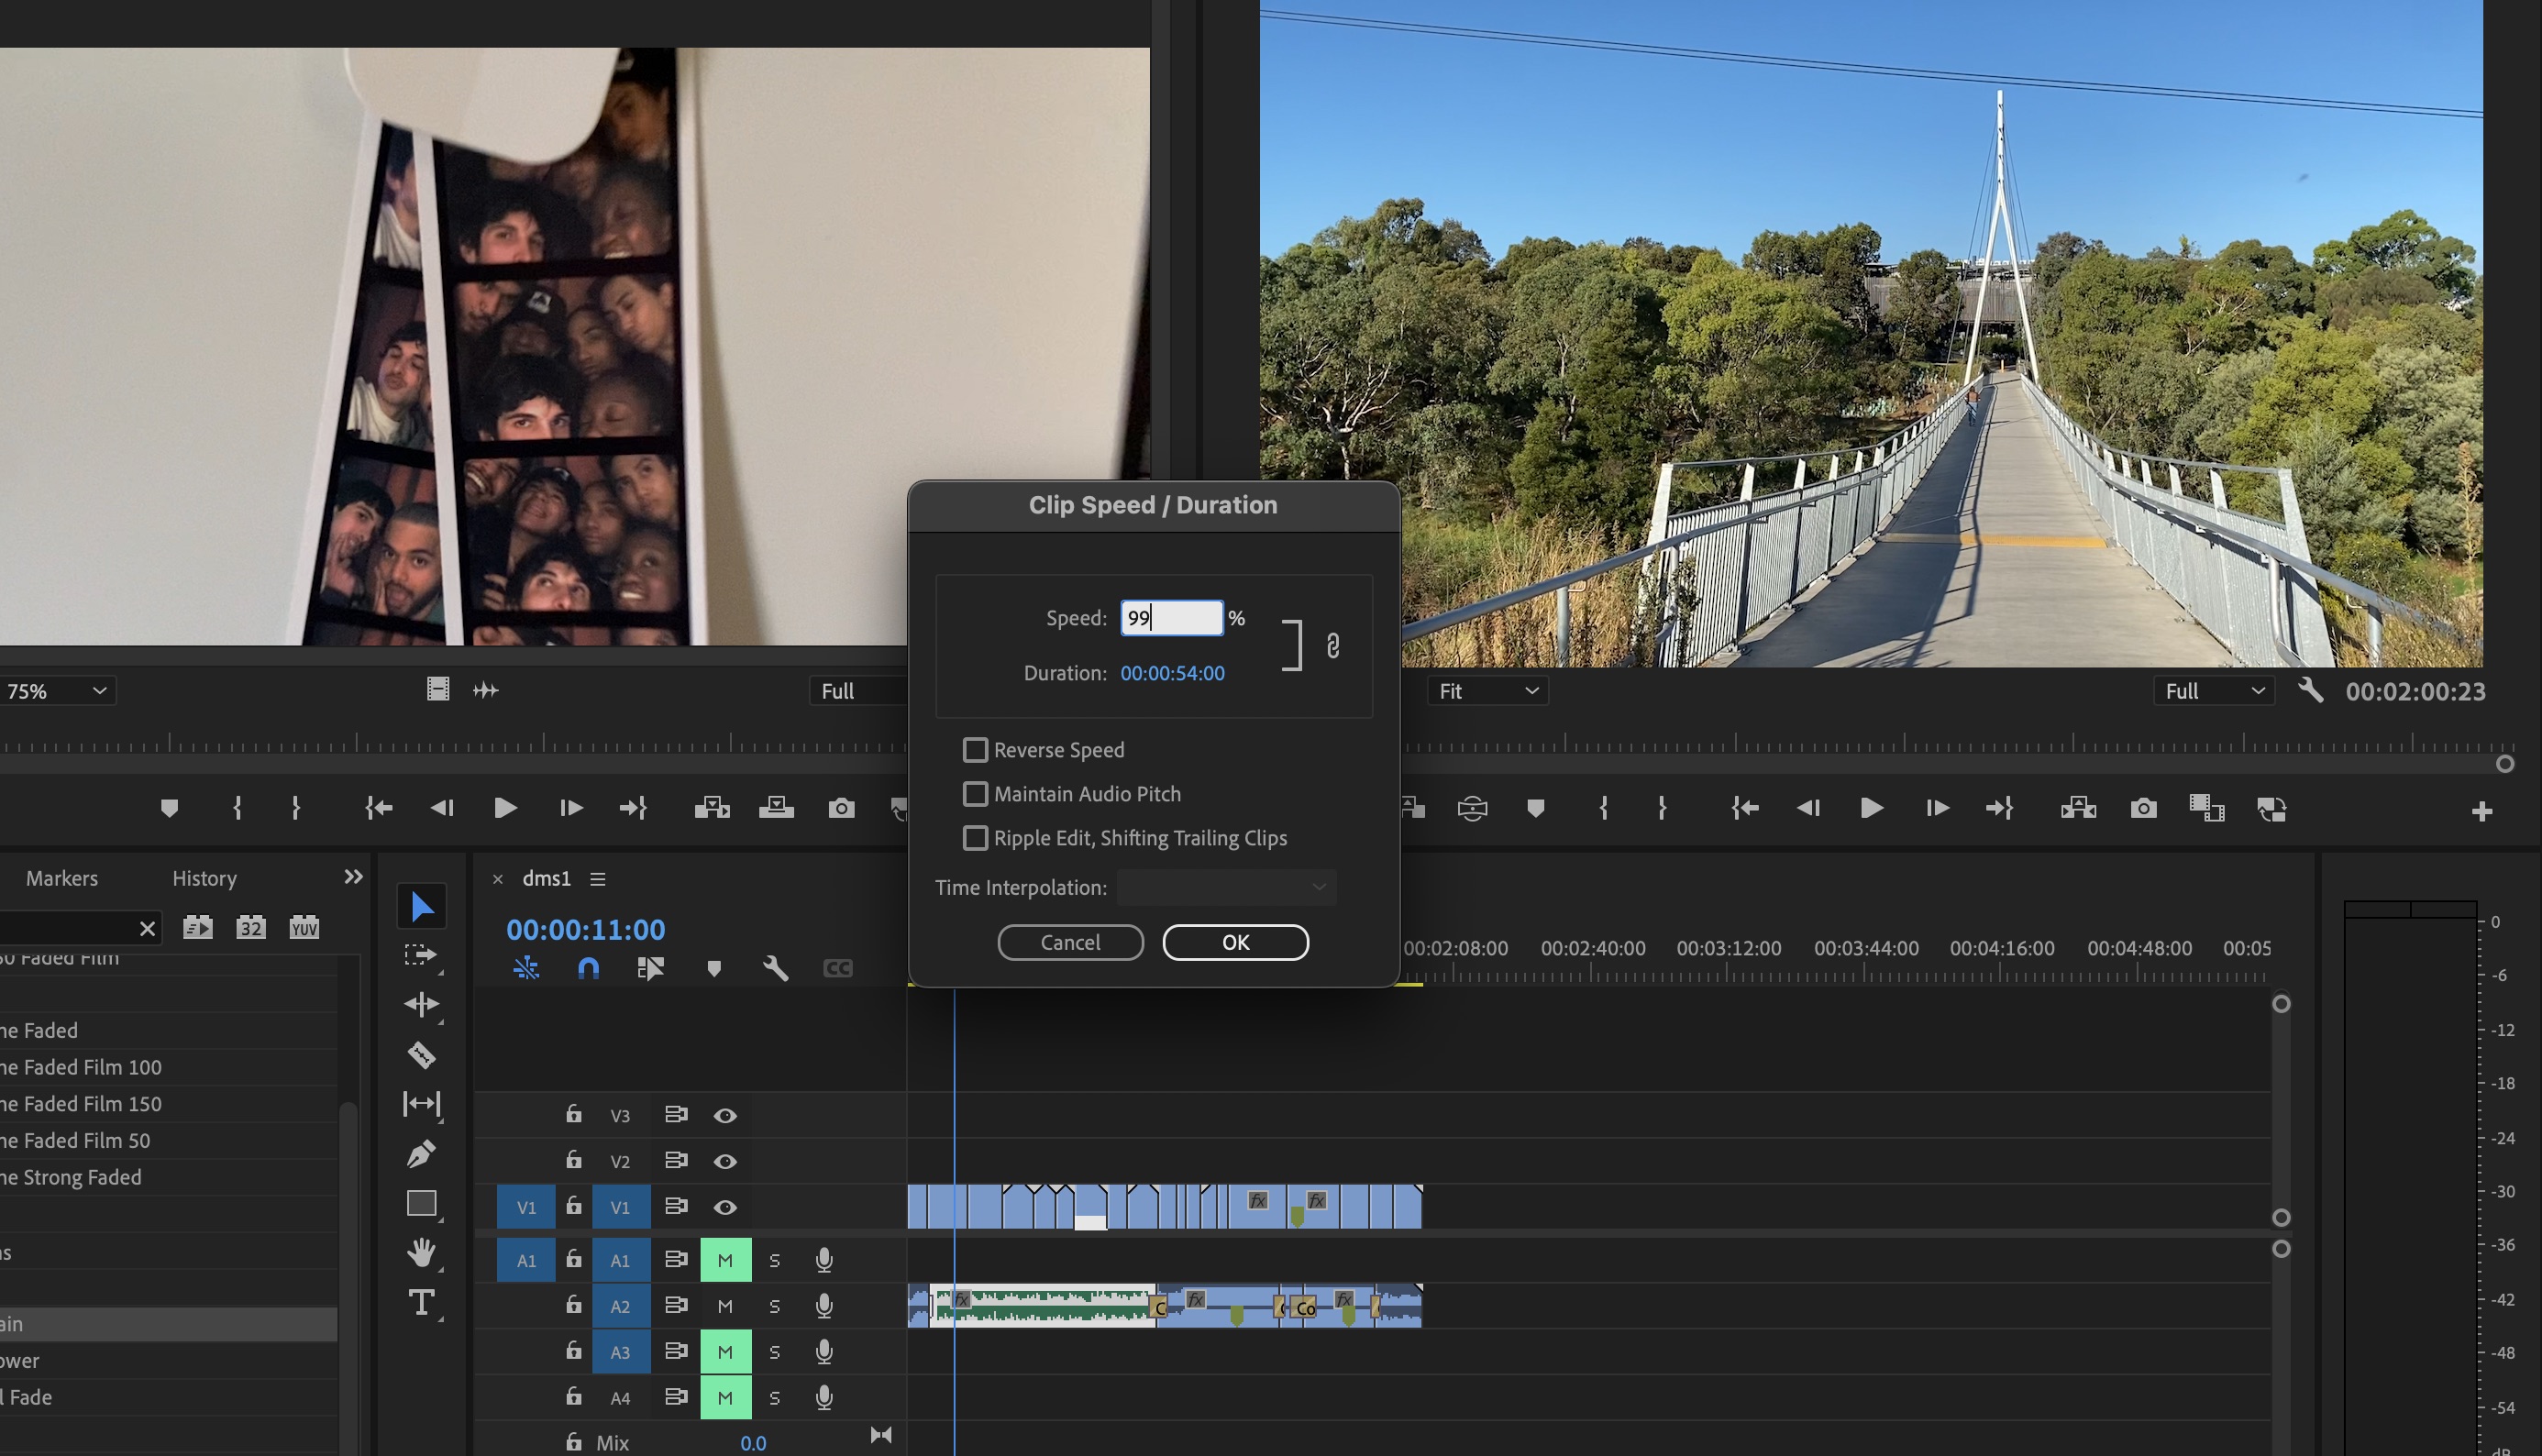 Clip Speed / Duration
Speed: 99 %
Duration: 00:00:54:00
Reverse Speed
Maintain Audio Pitch
Ripple Edit, Shifting Trailing Clips
Time Interpolation:
Cancel OK
75%
Full
Fit
Full
00:02:00:23
Markers History
32 YUV
Faded Film
ne Faded
ne Faded Film 100
ne Faded Film 150
ne Faded Film 50
ne Strong Faded
ns
ain
ower
l Fade
dms1
00:00:11:00
CC
00:02:08:00 00:02:40:00 00:03:12:00 00:03:44:00 00:04:16:00 00:04:48:00 00:05
V3
V2
V1 V1
fx fx
A1 A1 M S
A2 M S
fx C fx Co fx
A3 M S
A4 M S
Mix 0.0
0
-6
-12
-18
-24
-30
-36
-42
-48
-54
dB